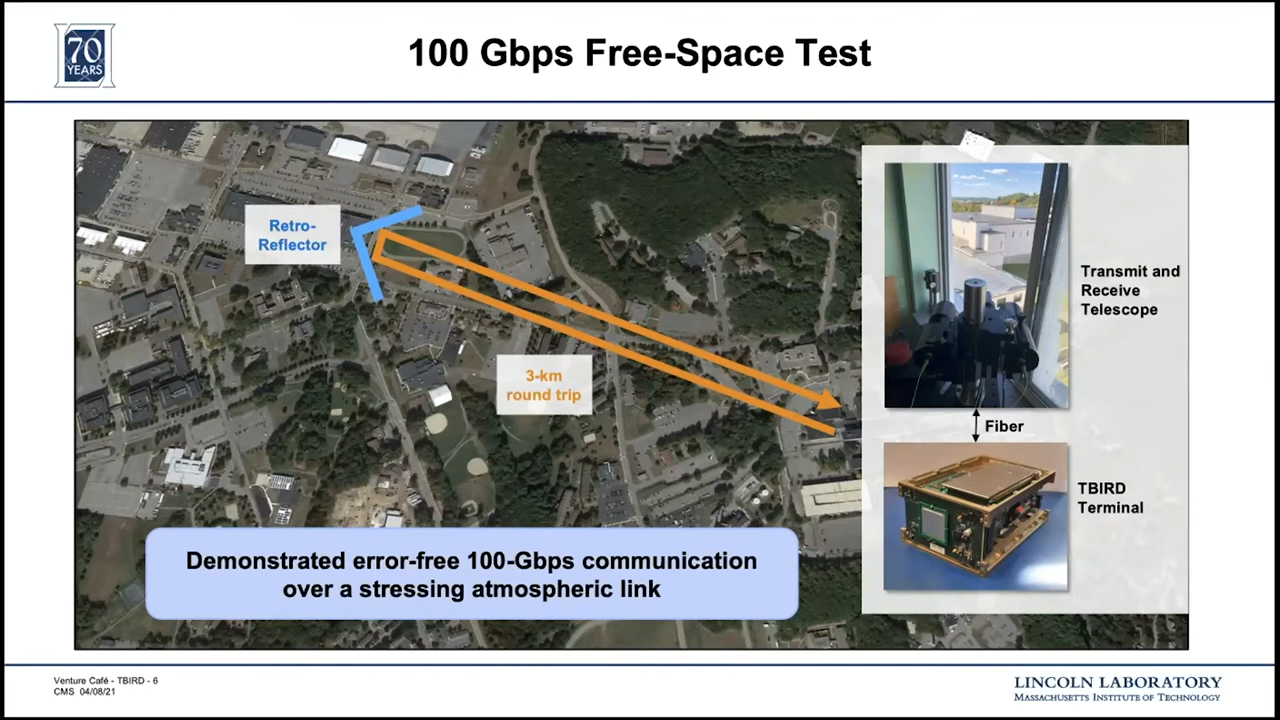 70
YEARS
100 Gbps Free-Space Test
Retro-
Reflector
3-km
round trip
Transmit and
Receive
Telescope
Fiber
TBIRD
Terminal
Demonstrated error-free 100-Gbps communication
over a stressing atmospheric link
Venture Café - TBIRD - 6
CMS 04/08/21
LINCOLN LABORATORY
MASSACHUSETTS INSTITUTE OF TECHNOLOGY